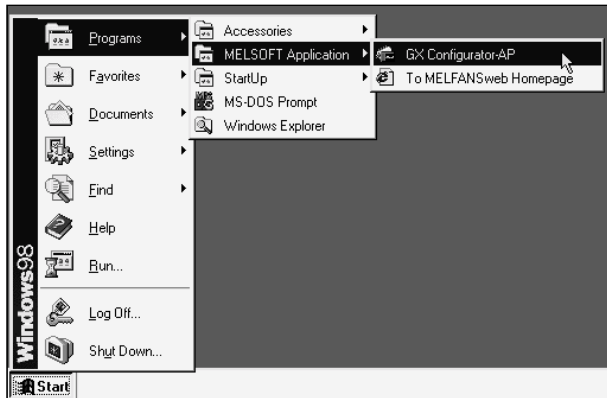 Programs
Favorites
Documents
Settings
Find
Help
Run...
Log Off...
Shut Down...
Windows98
Start
Accessories
MELSOFT Application
StartUp
MS-DOS Prompt
Windows Explorer
GX Configurator-AP
To MELFANSweb Homepage